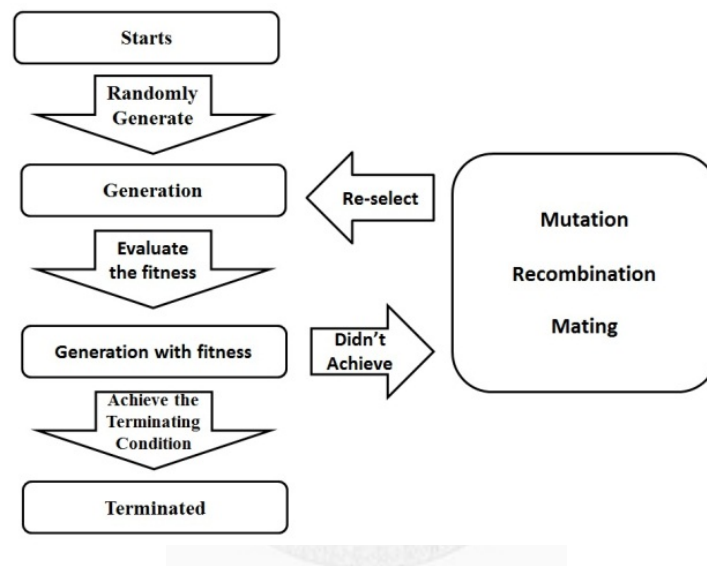 Starts
Randomly
Generate
Generation
Re-select
Mutation
Recombination
Mating
Evaluate
the fitness
Generation with fitness
Didn't
Achieve
Achieve the
Terminating
Condition
Terminated